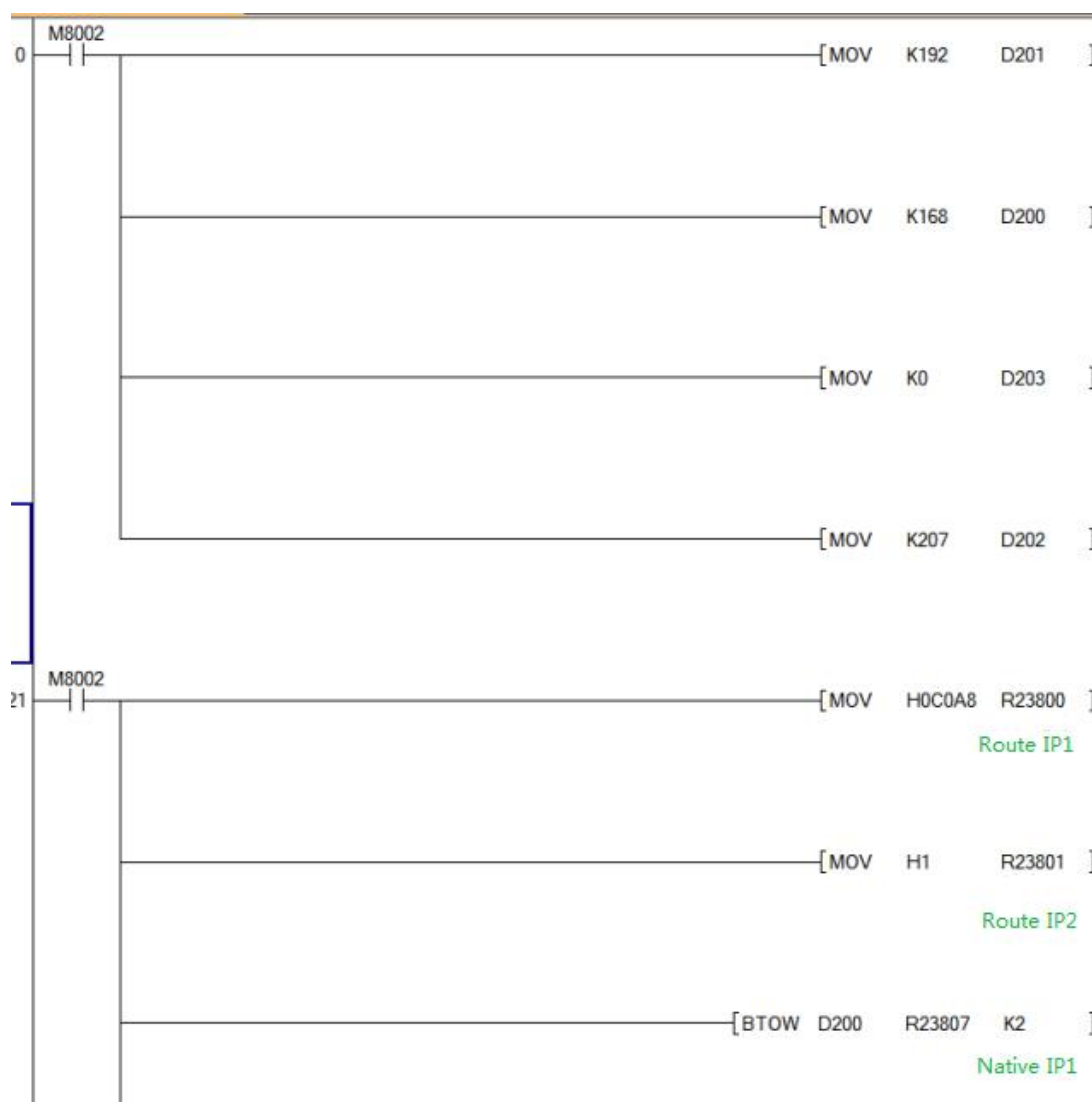 M8002
0 [MOV K192 D201 ]
[MOV K168 D200 ]
[MOV K0 D203 ]
[MOV K207 D202 ]
M8002
21 [MOV H0C0A8 R23800 ]
Route IP1
[MOV H1 R23801 ]
Route IP2
[BTOW D200 R23807 K2 ]
Native IP1